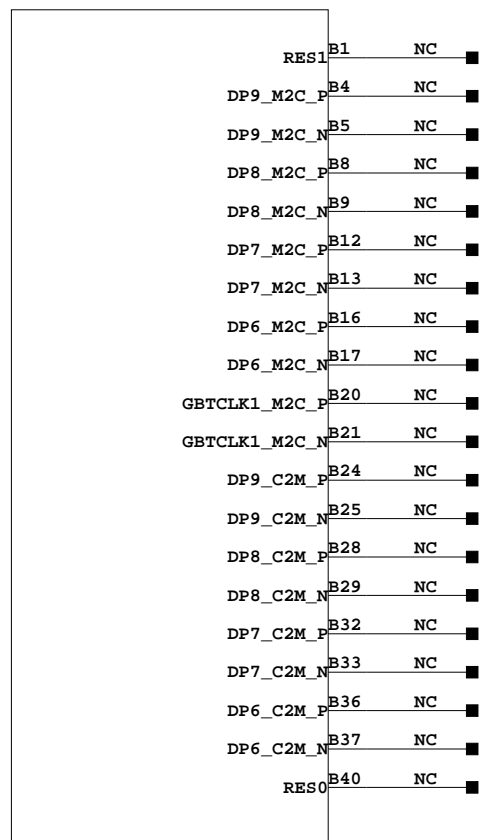 RES1 B1 NC
DP9_M2C_P B4 NC
DP9_M2C_N B5 NC
DP8_M2C_P B8 NC
DP8_M2C_N B9 NC
DP7_M2C_P B12 NC
DP7_M2C_N B13 NC
DP6_M2C_P B16 NC
DP6_M2C_N B17 NC
GBTCLK1_M2C_P B20 NC
GBTCLK1_M2C_N B21 NC
DP9_C2M_P B24 NC
DP9_C2M_N B25 NC
DP8_C2M_P B28 NC
DP8_C2M_N B29 NC
DP7_C2M_P B32 NC
DP7_C2M_N B33 NC
DP6_C2M_P B36 NC
DP6_C2M_N B37 NC
RES0 B40 NC